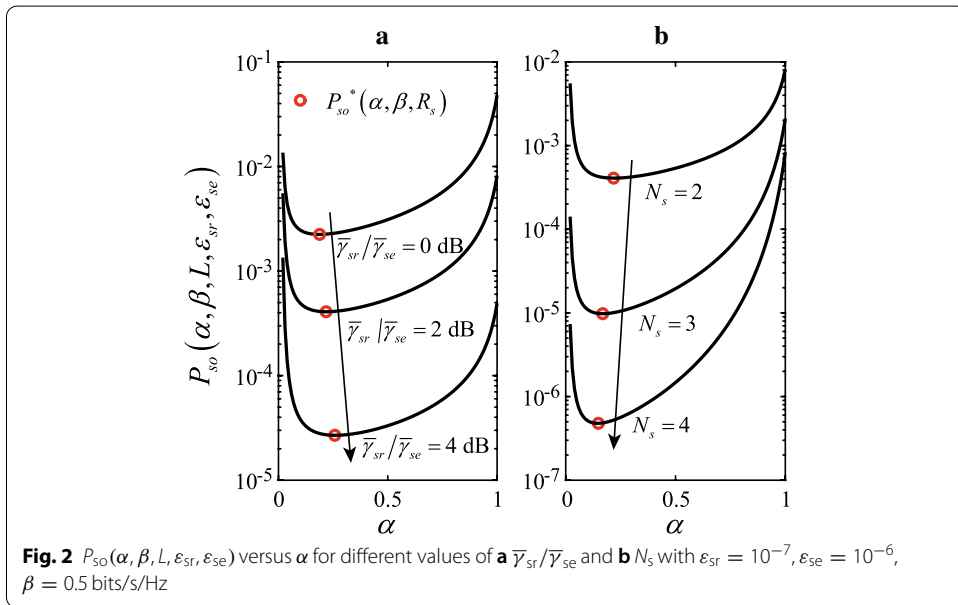 a
b
P_so(α,β,L,ε_sr,ε_se)
10^-1
10^-2
10^-3
10^-4
10^-5
P_so*(α,β,R_s)
γ̅_sr/γ̅_se = 0 dB
γ̅_sr/γ̅_se = 2 dB
γ̅_sr/γ̅_se = 4 dB
0
0.5
1
α
10^-2
10^-3
10^-4
10^-5
10^-6
10^-7
N_s = 2
N_s = 3
N_s = 4
0
0.5
1
α
Fig. 2 P_so(α, β, L, ε_sr, ε_se) versus α for different values of a γ̅_sr/γ̅_se and b N_s with ε_sr = 10^-7, ε_se = 10^-6,
β = 0.5 bits/s/Hz